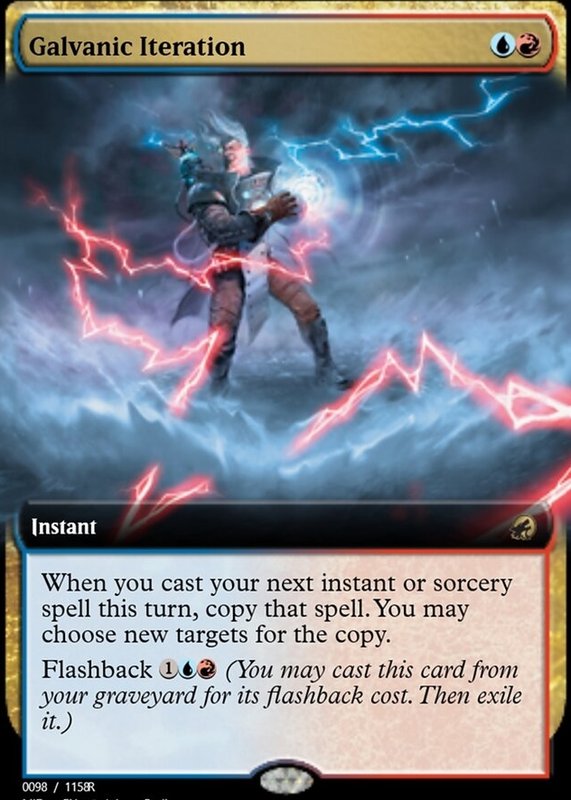 Galvanic Iteration
Instant
When you cast your next instant or sorcery
spell this turn, copy that spell. You may
choose new targets for the copy.
Flashback 1 (You may cast this card from
your graveyard for its flashback cost. Then exile
it.)
0098 / 1158R